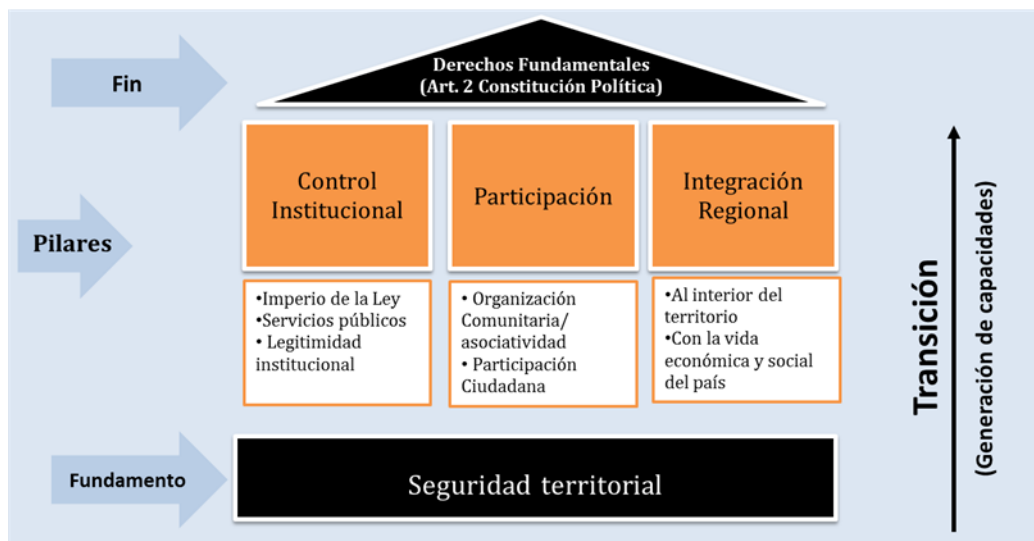 Fin
Derechos Fundamentales
(Art. 2 Constitución Política)
Pilares
Control
Institucional
Participación
Integración
Regional
•Imperio de la Ley
•Servicios públicos
• Legitimidad
institucional
• Organización
Comunitaria/
asociatividad
• Participación
Ciudadana
•Al interior del
territorio
•Con la vida
económica y social
del país
Fundamento
Seguridad territorial
Transición
(Generación de capacidades)